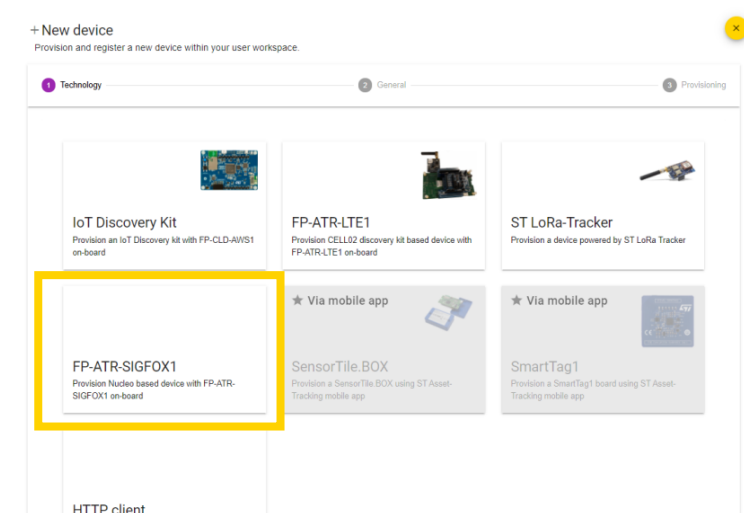 +New device
Provision and register a new device within your user workspace.
1 Technology
2 General
3 Provisioning
IoT Discovery Kit
Provision an IoT Discovery kit with FP-CLD-AWS1
on-board
FP-ATR-LTE1
Provision CELL02 discovery kit based device with
FP-ATR-LTE1 on-board
ST LoRa-Tracker
Provision a device powered by ST LoRa Tracker
FP-ATR-SIGFOX1
Provision Nucleo based device with FP-ATR-
SIGFOX1 on-board
★ Via mobile app
SensorTile.BOX
Provision a SensorTile.BOX using ST Asset-
Tracking mobile app
★ Via mobile app
SmartTag1
Provision a SmartTag1 board using ST Asset-
Tracking mobile app
HTTP client